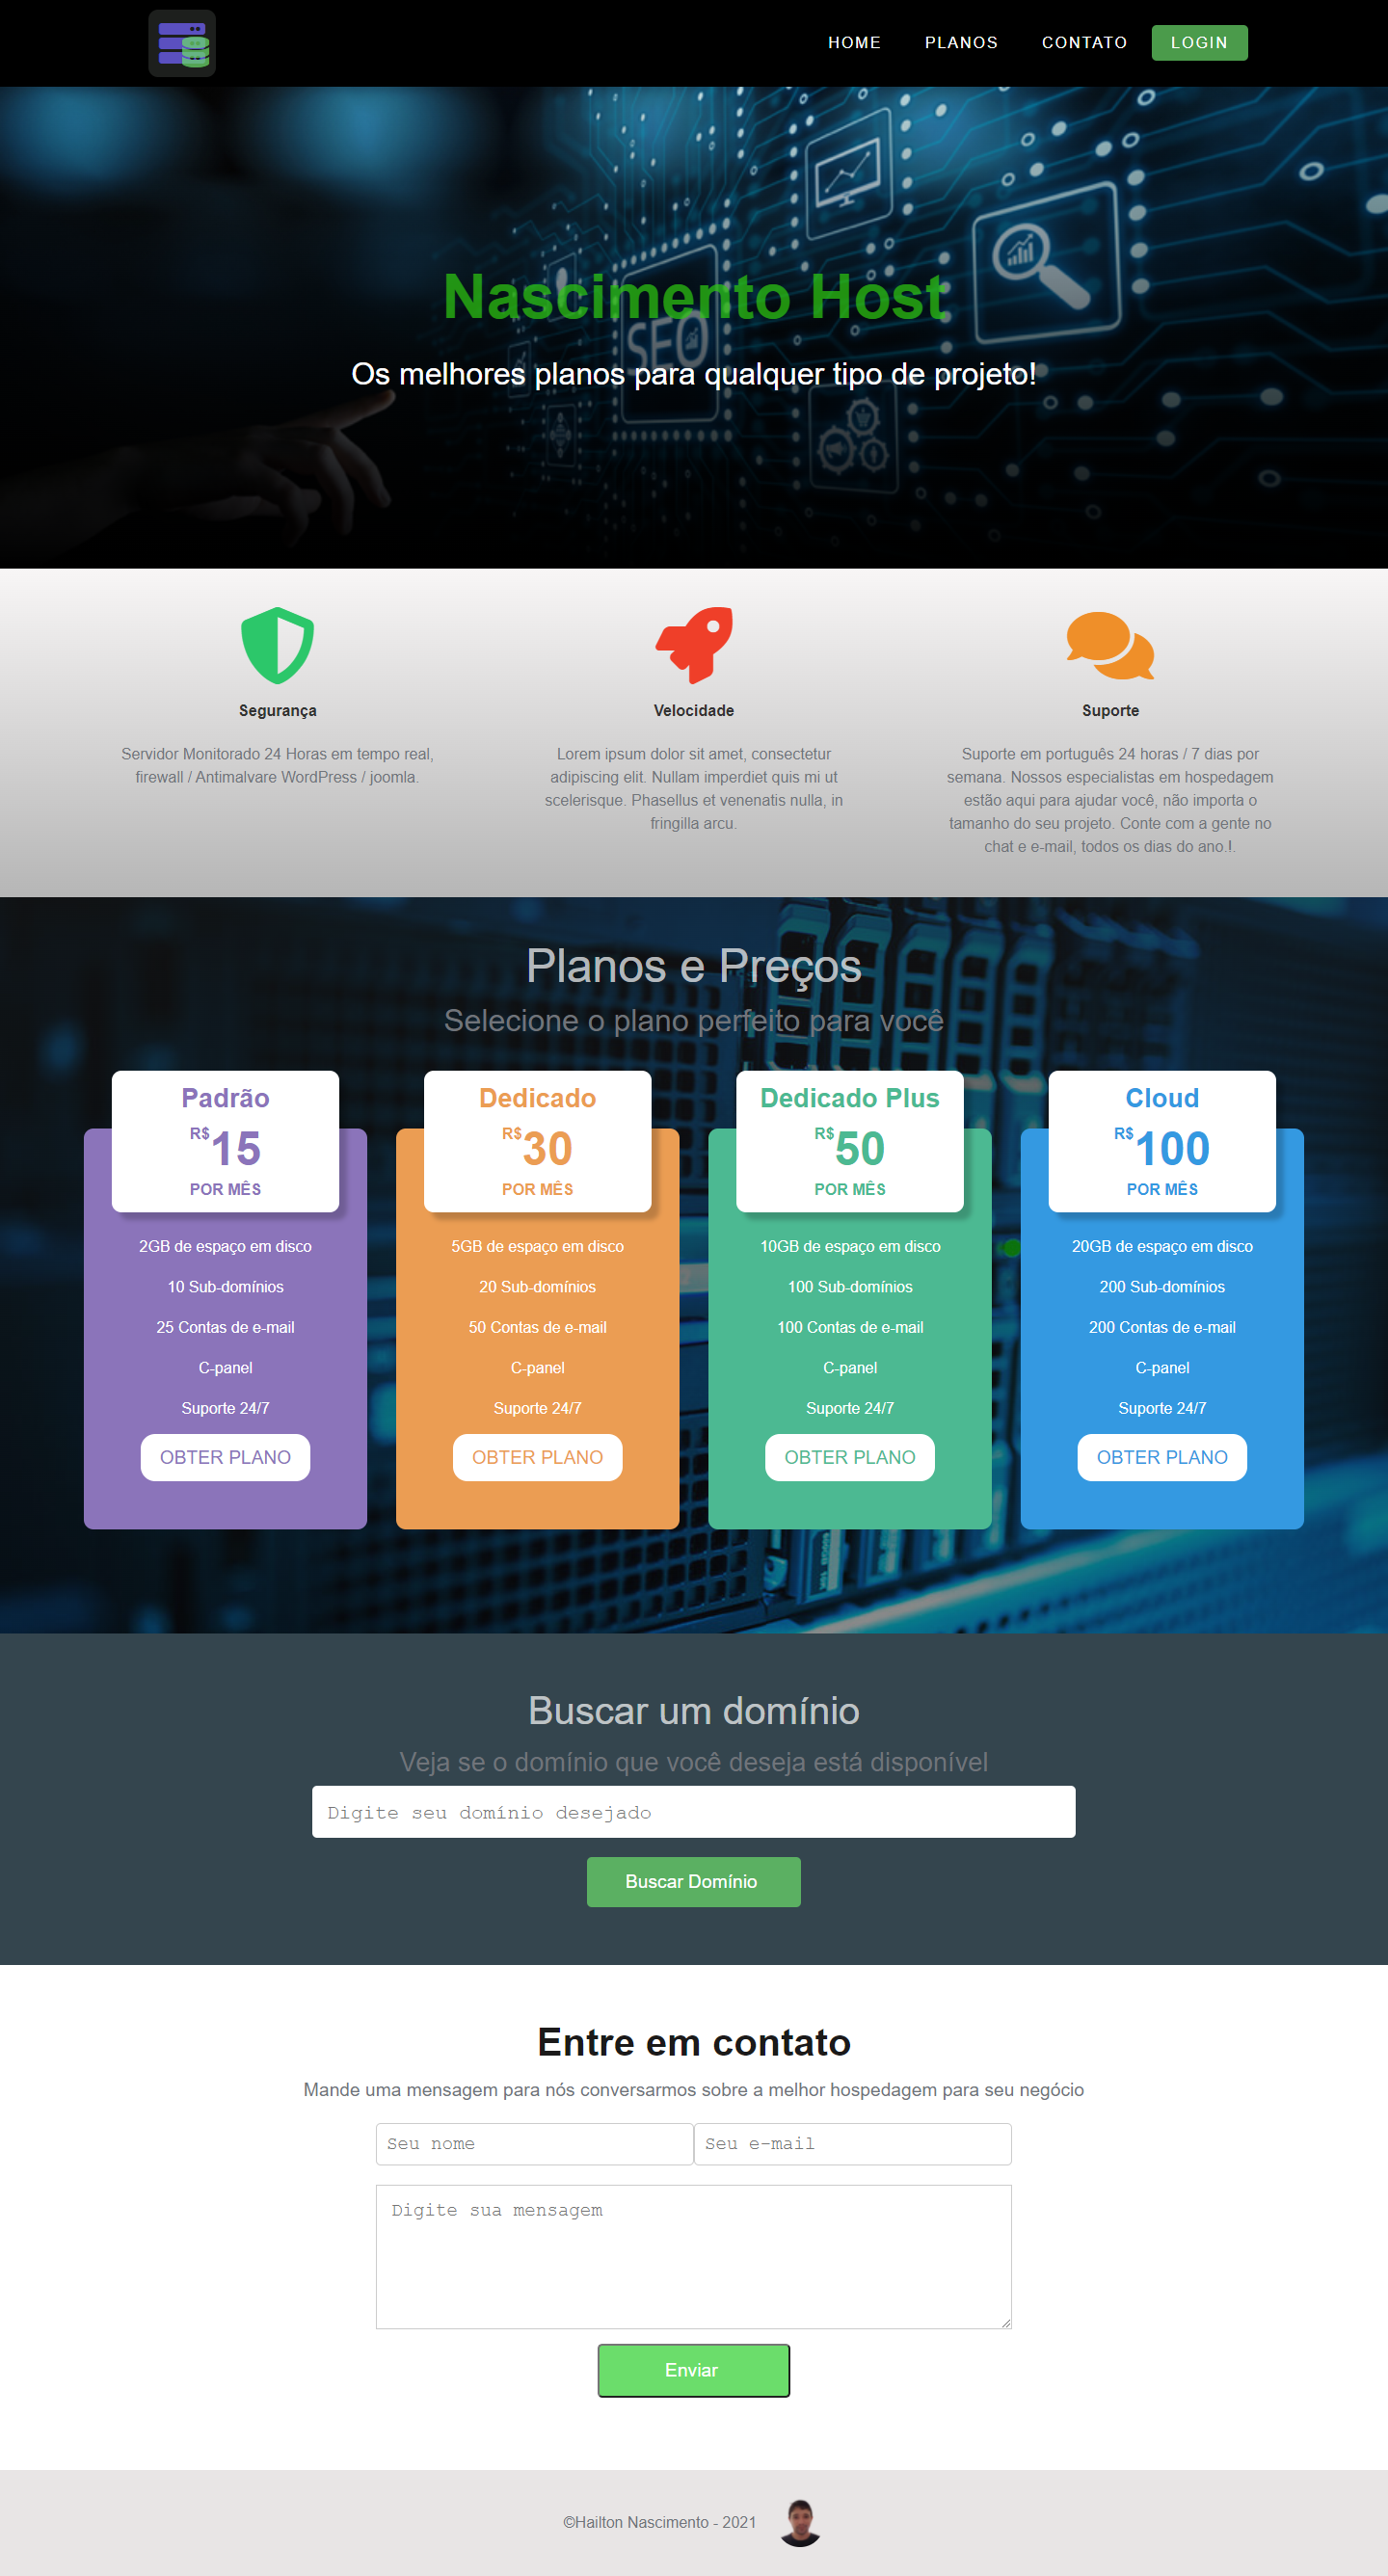 HOME PLANOS CONTATO LOGIN
Nascimento Host
SEO
Os melhores planos para qualquer tipo de projeto!
Segurança
Servidor Monitorado 24 Horas em tempo real,
firewall / Antimalvare WordPress / joomla.
Velocidade
Lorem ipsum dolor sit amet, consectetur
adipiscing elit. Nullam imperdiet quis mi ut
scelerisque. Phasellus et venenatis nulla, in
fringilla arcu.
Suporte
Suporte em português 24 horas / 7 dias por
semana. Nossos especialistas em hospedagem
estão aqui para ajudar você, não importa o
tamanho do seu projeto. Conte com a gente no
chat e e-mail, todos os dias do ano.!.
Planos e Preços
Selecione o plano perfeito para você
Padrão
R$15
POR MÊS
2GB de espaço em disco
10 Sub-domínios
25 Contas de e-mail
C-panel
Suporte 24/7
OBTER PLANO
Dedicado
R$30
POR MÊS
5GB de espaço em disco
20 Sub-domínios
50 Contas de e-mail
C-panel
Suporte 24/7
OBTER PLANO
Dedicado Plus
R$50
POR MÊS
10GB de espaço em disco
100 Sub-domínios
100 Contas de e-mail
C-panel
Suporte 24/7
OBTER PLANO
Cloud
R$100
POR MÊS
20GB de espaço em disco
200 Sub-domínios
200 Contas de e-mail
C-panel
Suporte 24/7
OBTER PLANO
Buscar um domínio
Veja se o domínio que você deseja está disponível
Digite seu domínio desejado
Buscar Domínio
Entre em contato
Mande uma mensagem para nós conversarmos sobre a melhor hospedagem para seu negócio
Seu nome Seu e-mail
Digite sua mensagem
Enviar
©Hailton Nascimento - 2021